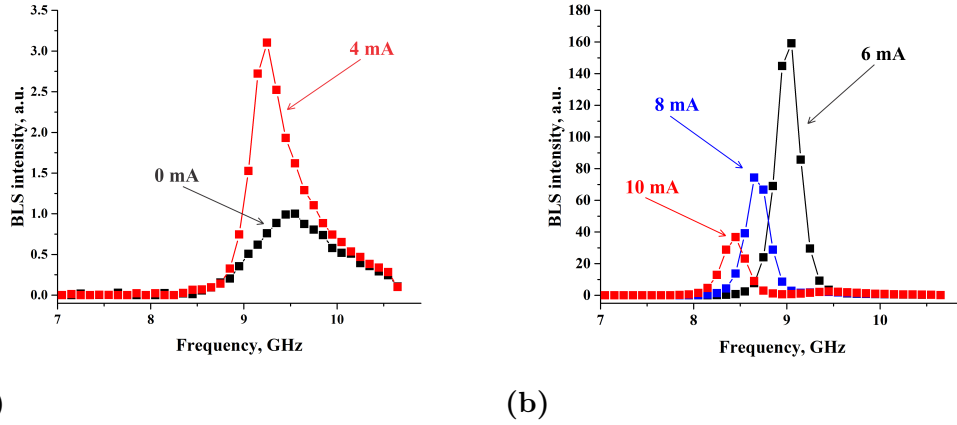 3.5
3.0
2.5
2.0
1.5
1.0
0.5
0.0
BLS intensity, a.u.
4 mA
0 mA
7 8 9 10
Frequency, GHz
)
180
160
140
120
100
80
60
40
20
0
BLS intensity, a.u.
6 mA
8 mA
10 mA
7 8 9 10
Frequency, GHz
(b)